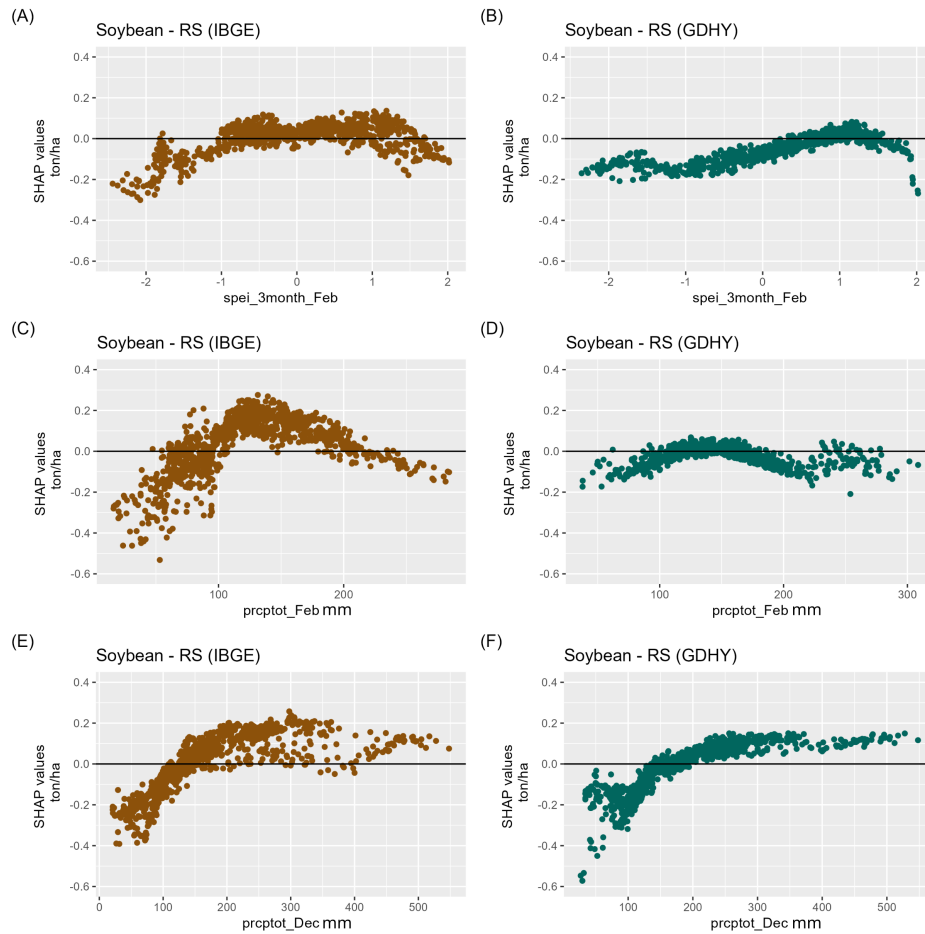 (A)
Soybean - RS (IBGE)
0.4
0.2
0.0
-0.2
-0.4
-0.6
SHAP values
ton/ha
-2
-1
0
1
2
spei_3month_Feb
(B)
Soybean - RS (GDHY)
0.4
0.2
0.0
-0.2
-0.4
-0.6
SHAP values
ton/ha
-2
-1
0
1
2
spei_3month_Feb
(C)
Soybean - RS (IBGE)
0.4
0.2
0.0
-0.2
-0.4
-0.6
SHAP values
ton/ha
100
200
prcptot_Feb mm
(D)
Soybean - RS (GDHY)
0.4
0.2
0.0
-0.2
-0.4
-0.6
SHAP values
ton/ha
100
200
300
prcptot_Feb mm
(E)
Soybean - RS (IBGE)
0.4
0.2
0.0
-0.2
-0.4
-0.6
SHAP values
ton/ha
0
100
200
300
400
500
prcptot_Dec mm
(F)
Soybean - RS (GDHY)
0.4
0.2
0.0
-0.2
-0.4
-0.6
SHAP values
ton/ha
100
200
300
400
500
prcptot_Dec mm